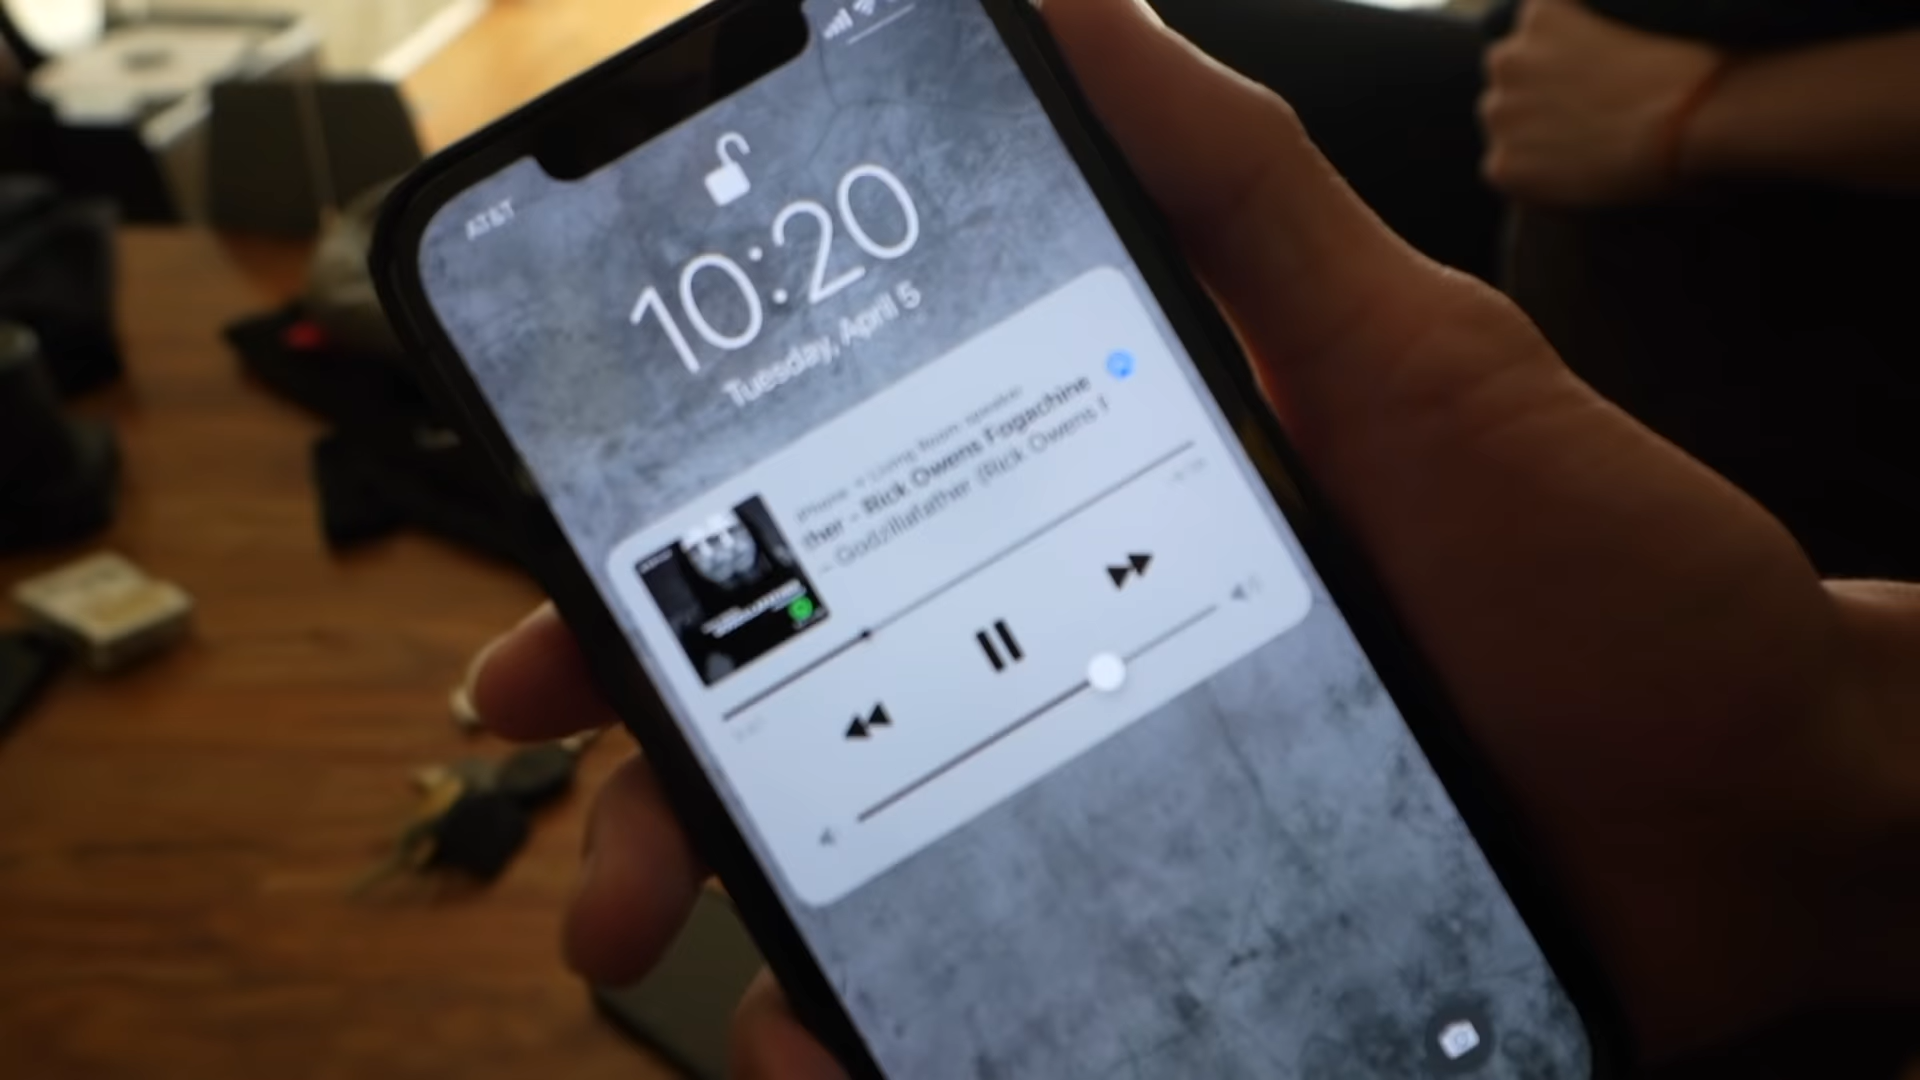 AT&T
10:20
Tuesday, April 5
iPhone → Living Room speaker
ther – Rick Owens Fogachine
– Godzillafather (Rick Owens F